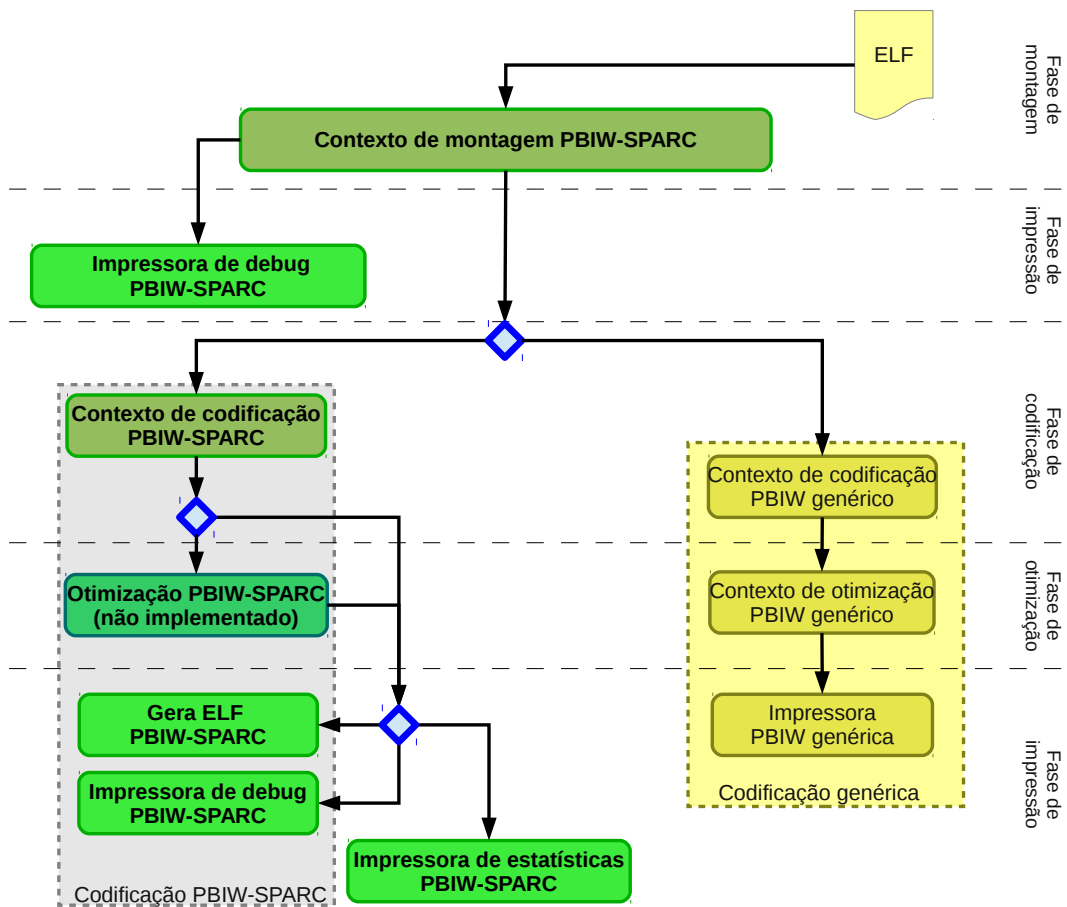 ELF
Fase de
montagem
Contexto de montagem PBIW-SPARC
Fase de
impressão
Impressora de debug
PBIW-SPARC
Fase de
codificação
Contexto de codificação
PBIW-SPARC
Contexto de codificação
PBIW genérico
Fase de
otimização
Otimização PBIW-SPARC
(não implementado)
Contexto de otimização
PBIW genérico
Fase de
impressão
Gera ELF
PBIW-SPARC
Impressora
PBIW genérica
Impressora de debug
PBIW-SPARC
Codificação genérica
Impressora de estatísticas
PBIW-SPARC
Codificação PBIW-SPARC